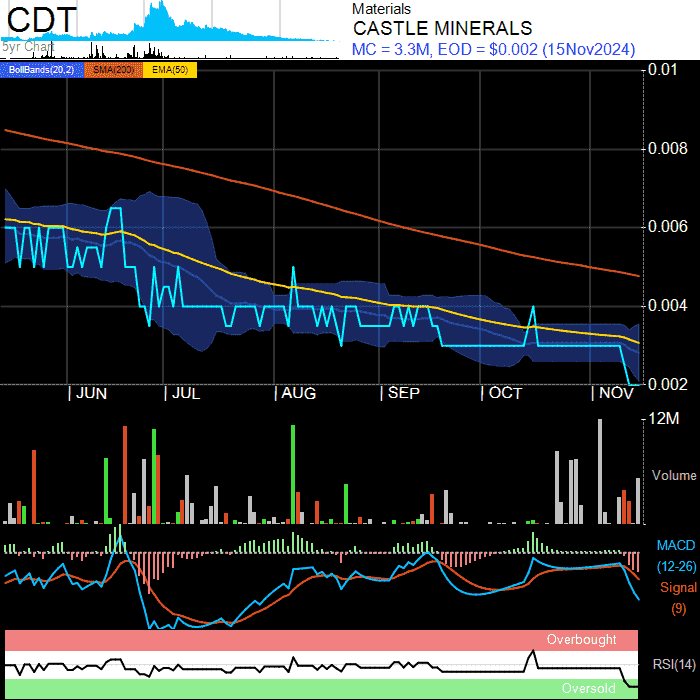 CDT
5yr Chart
Materials
CASTLE MINERALS
MC = 3.3M, EOD = $0.002 (15Nov2024)
BollBands(20,2) SMA(200) EMA(50)
0.01
0.008
0.006
0.004
0.002
JUN JUL AUG SEP OCT NOV
12M
Volume
MACD
(12-26)
Signal
(9)
Overbought
RSI(14)
Oversold